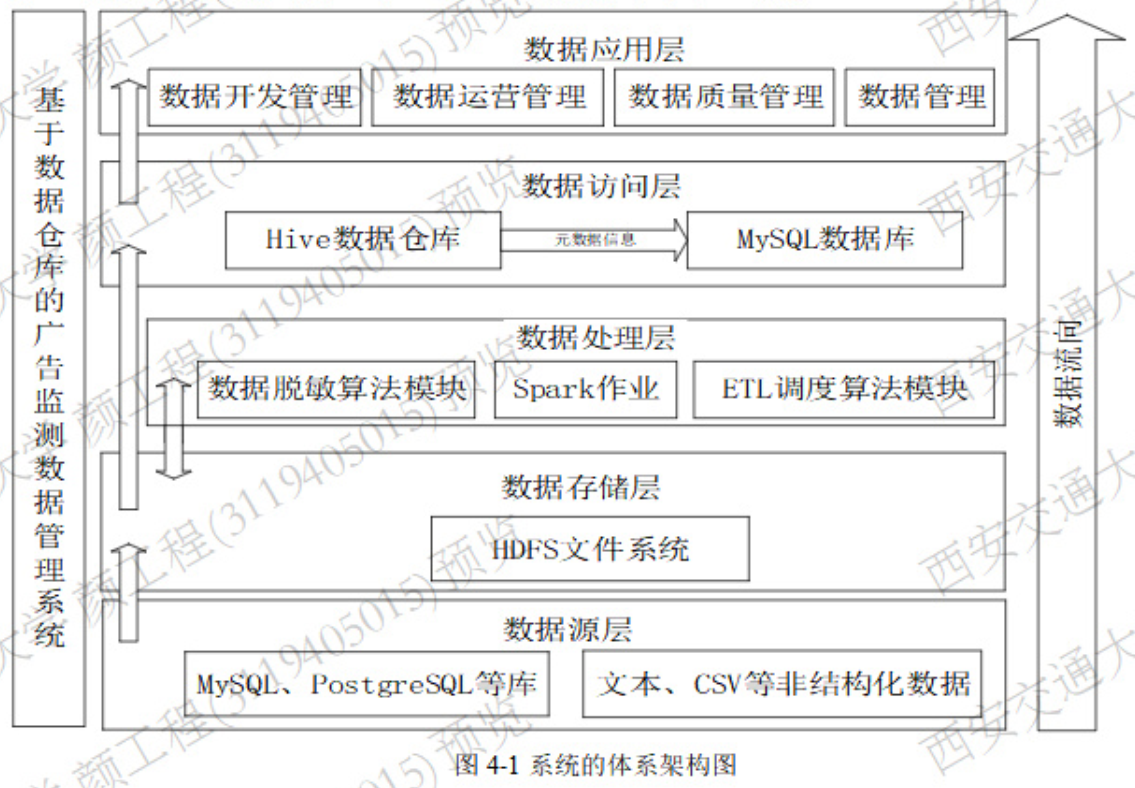 基于数据仓库的广告监测数据管理系统
数据应用层
数据开发管理
数据运营管理
数据质量管理
数据管理
数据访问层
Hive数据仓库
元数据信息
MySQL数据库
数据处理层
数据脱敏算法模块
Spark作业
ETL调度算法模块
数据存储层
HDFS文件系统
数据源层
MySQL、PostgreSQL等库
文本、CSV等非结构化数据
数据流向
图 4-1 系统的体系架构图
大学 颜工程(3119405015) 预览
西安交通大